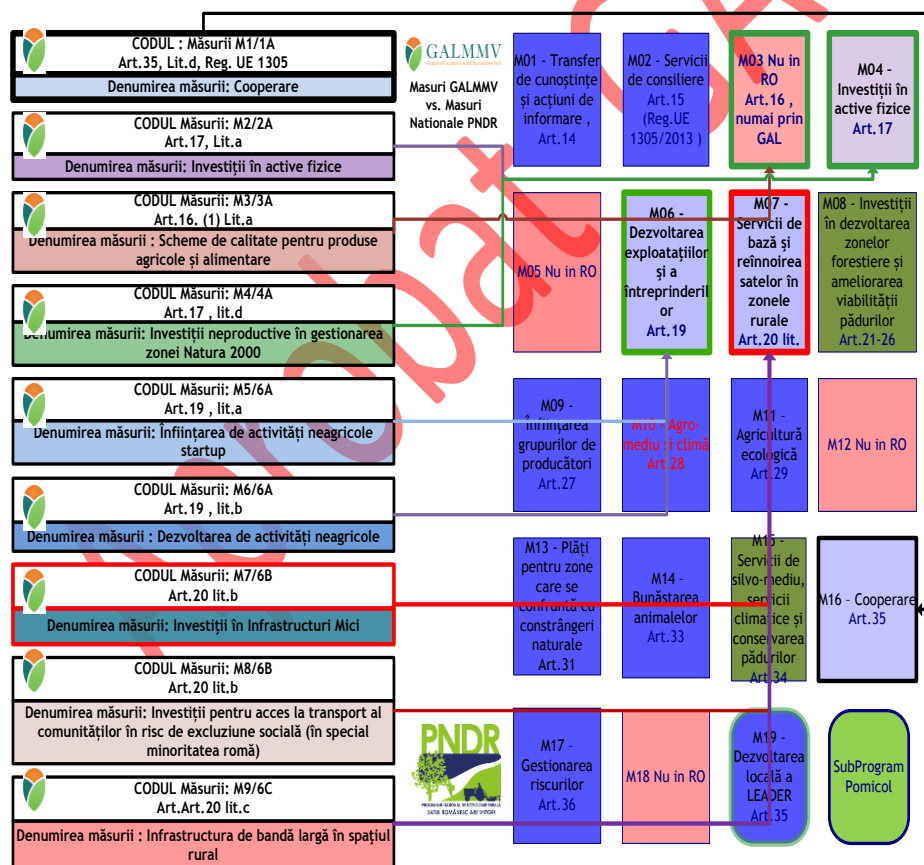 CODUL : Măsurii M1/1A
Art.35, Lit.d, Reg. UE 1305
Denumirea măsurii: Cooperare
CODUL Măsurii: M2/2A
Art.17, Lit.a
Denumirea măsurii: Investiții în active fizice
CODUL Măsurii: M3/3A
Art.16. (1) Lit.a
Denumirea măsurii : Scheme de calitate pentru produse
agricole și alimentare
CODUL Măsurii: M4/4A
Art.17 , lit.d
Denumirea măsurii: Investiții neproductive în gestionarea
zonei Natura 2000
CODUL Măsurii: M5/6A
Art.19 , lit.a
Denumirea măsurii: Înființarea de activități neagricole
startup
CODUL Măsurii: M6/6A
Art.19 , lit.b
Denumirea măsurii : Dezvoltarea de activități neagricole
CODUL Măsurii: M7/6B
Art.20 lit.b
Denumirea măsurii: Investiții în Infrastructuri Mici
CODUL Măsurii: M8/6B
Art.20 lit.b
Denumirea măsurii: Investiții pentru acces la transport al
comunităților în risc de excluziune socială (în special
minoritatea romă)
CODUL Măsurii: M9/6C
Art.Art.20 lit.c
Denumirea măsurii : Infrastructura de bandă largă în spațiul
rural
GALMMV
Masuri GALMMV
vs. Masuri
Nationale PNDR
M01 - Transfer
de cunoștințe
și acțiuni de
informare ,
Art.14
M02 - Servicii
de consiliere
Art.15
(Reg.UE
1305/2013 )
M03 Nu in
RO
Art.16 ,
numai prin
GAL
M04 -
Investiții în
active fizice
Art.17
M05 Nu in RO
M06 -
Dezvoltarea
exploatațiilor
și a
întreprinderil
or
Art.19
M07 -
Servicii de
bază și
reînnoirea
satelor în
zonele
rurale
Art.20 lit.
M08 - Investiții
în dezvoltarea
zonelor
forestiere și
ameliorarea
viabilității
pădurilor
Art.21-26
M09 -
Înființarea
grupurilor de
producători
Art.27
M10 - Agro-
mediu și climă
Art.28
M11 -
Agricultură
ecologică
Art.29
M12 Nu in RO
M13 - Plăți
pentru zone
care se
confruntă cu
constrângeri
naturale
Art.31
M14 -
Bunăstarea
animalelor
Art.33
M15 -
Servicii de
silvo-mediu,
servicii
climatice și
conservarea
pădurilor
Art.34
M16 - Cooperare
Art.35
PNDR
PROGRAMUL NAȚIONAL DE DEZVOLTARE RURALĂ
SATUL ROMÂNESC ARE VIITOR!
M17 -
Gestionarea
riscurilor
Art.36
M18 Nu in RO
M19 -
Dezvoltarea
locală a
LEADER
Art.35
SubProgram
Pomicol
Aprobat